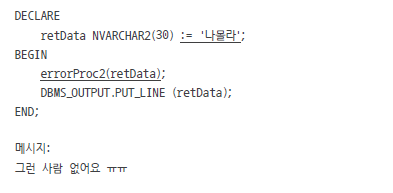 DECLARE
retData NVARCHAR2(30) := '나몰라';
BEGIN
errorProc2(retData);
DBMS_OUTPUT.PUT_LINE (retData);
END;
메시지:
그런 사람 없어요 ㅠㅠ